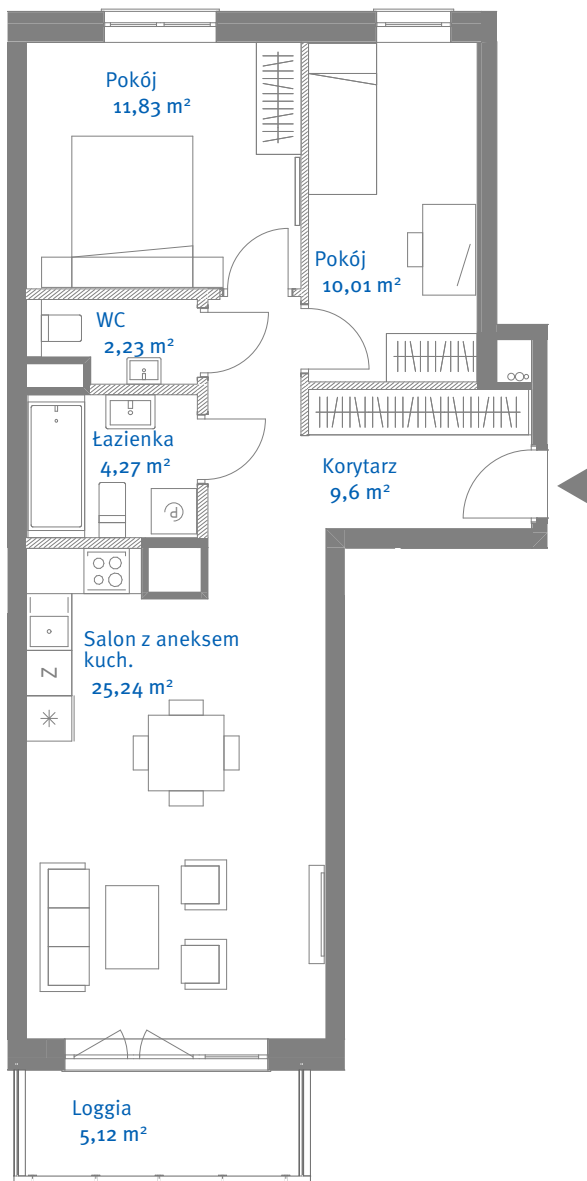 Pokój
11,83 m²
Pokój
10,01 m²
WC
2,23 m²
Łazienka
4,27 m²
P
Korytarz
9,6 m²
Salon z aneksem
kuch.
25,24 m²
Z
Loggia
5,12 m²